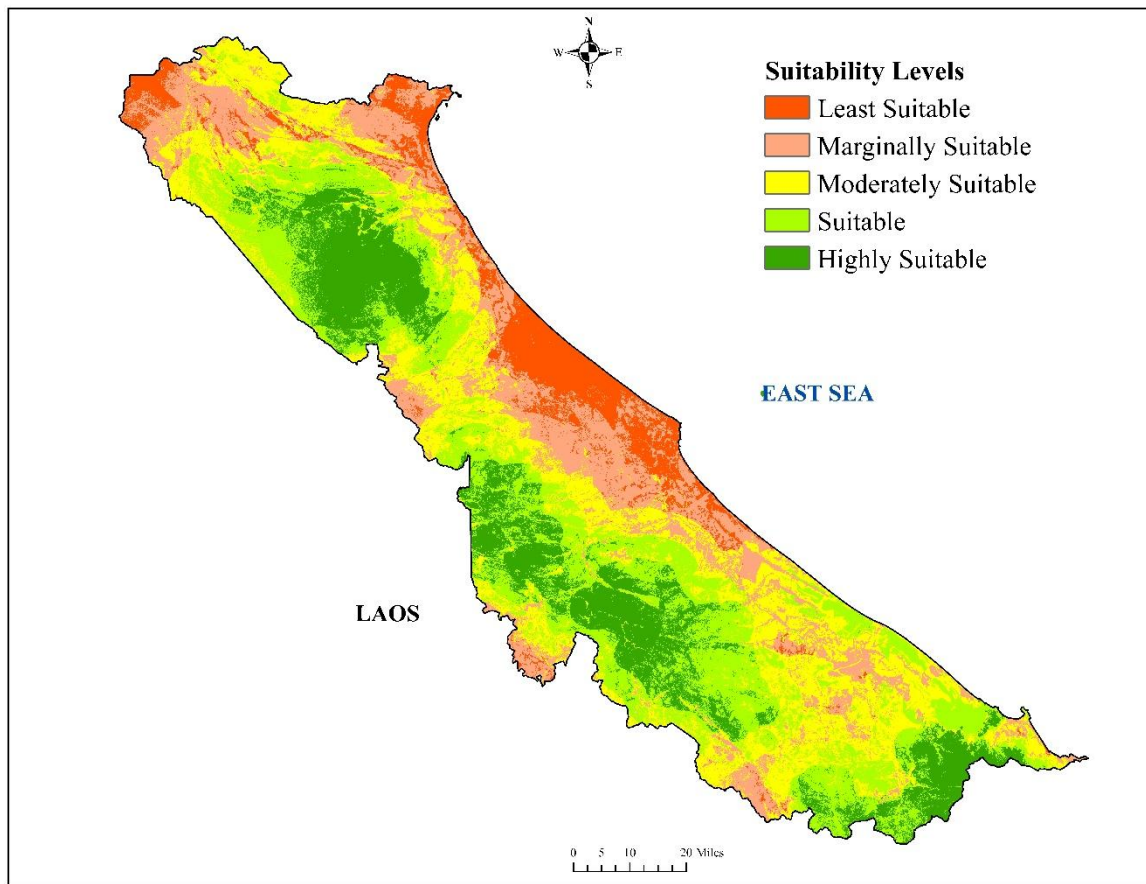 N
W E
S
Suitability Levels
Least Suitable
Marginally Suitable
Moderately Suitable
Suitable
Highly Suitable
EAST SEA
LAOS
0 5 10 20 Miles